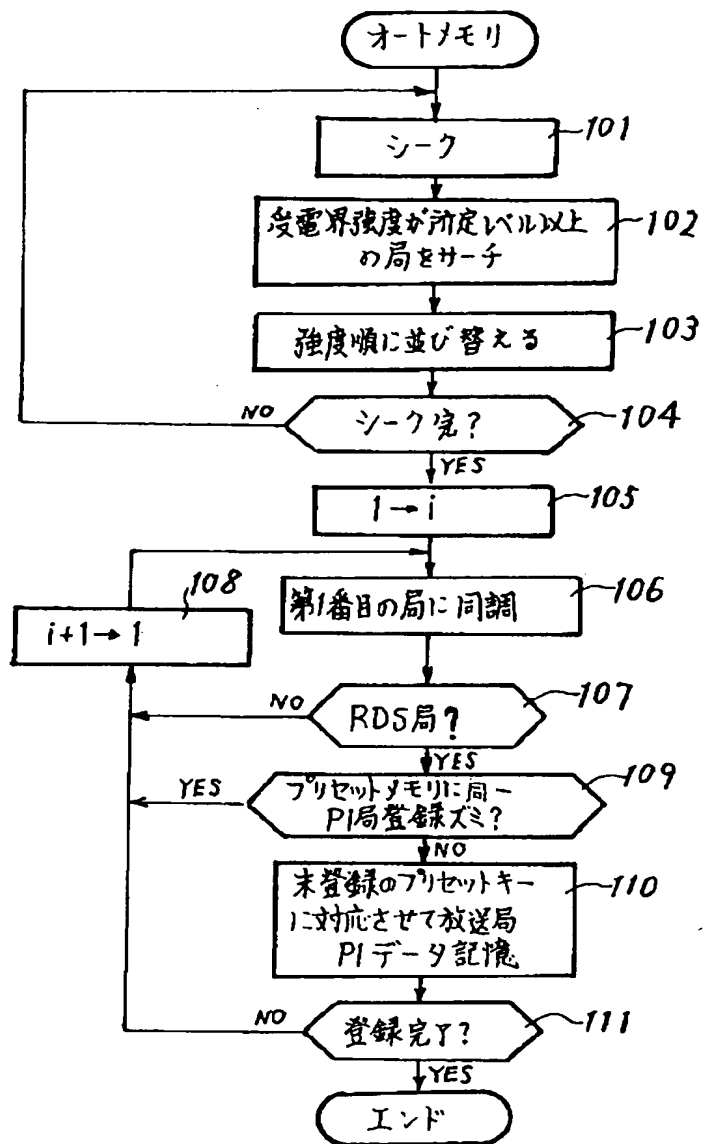 オートメモリ
シーク
101
受電界強度が所定レベル以上
の局をサーチ
102
強度順に並び替える
103
NO
シーク完?
104
YES
1→i
105
108
i+1→1
第1番目の局に同調
106
NO
RDS局?
107
YES
YES
プリセットメモリに同一
PI局登録ズミ?
109
NO
末登録のプリセットキー
に対応させて放送局
PIデータ記憶
110
NO
登録完了?
111
YES
エンド